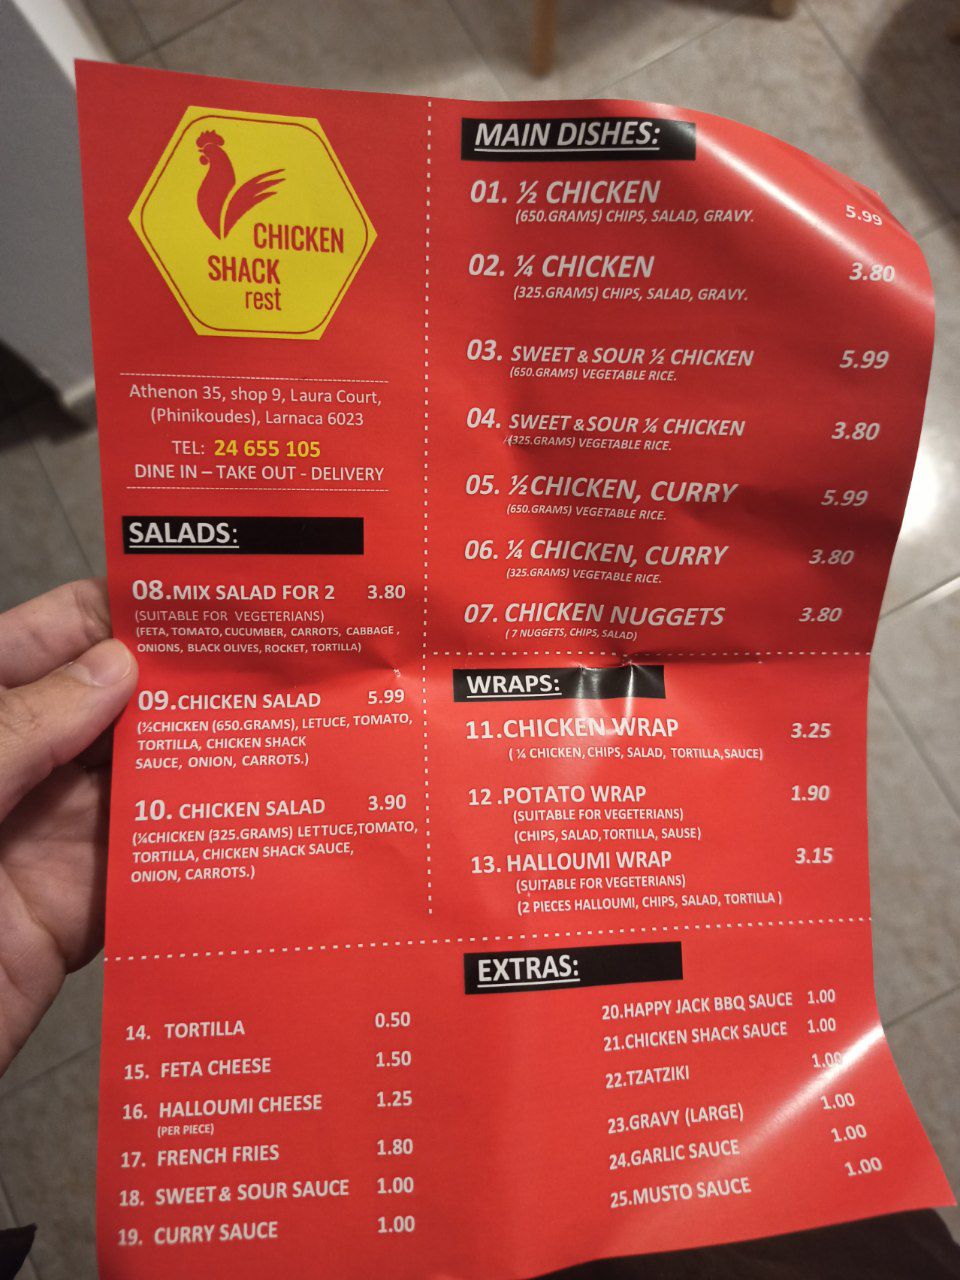 CHICKEN
SHACK
rest
Athenon 35, shop 9, Laura Court,
(Phinikoudes), Larnaca 6023
TEL: 24 655 105
DINE IN – TAKE OUT - DELIVERY
SALADS:
08.MIX SALAD FOR 2 3.80
(SUITABLE FOR VEGETERIANS)
(FETA, TOMATO, CUCUMBER, CARROTS, CABBAGE ,
ONIONS, BLACK OLIVES, ROCKET, TORTILLA)
09.CHICKEN SALAD 5.99
(½CHICKEN (650.GRAMS), LETUCE, TOMATO,
TORTILLA, CHICKEN SHACK
SAUCE, ONION, CARROTS.)
10. CHICKEN SALAD 3.90
(¼CHICKEN (325.GRAMS) LETTUCE,TOMATO,
TORTILLA, CHICKEN SHACK SAUCE,
ONION, CARROTS.)
MAIN DISHES:
01. ½ CHICKEN 5.99
(650.GRAMS) CHIPS, SALAD, GRAVY.
02. ¼ CHICKEN 3.80
(325.GRAMS) CHIPS, SALAD, GRAVY.
03. SWEET & SOUR ½ CHICKEN 5.99
(650.GRAMS) VEGETABLE RICE.
04. SWEET & SOUR ¼ CHICKEN 3.80
(325.GRAMS) VEGETABLE RICE.
05. ½CHICKEN, CURRY 5.99
(650.GRAMS) VEGETABLE RICE.
06. ¼ CHICKEN, CURRY 3.80
(325.GRAMS) VEGETABLE RICE.
07. CHICKEN NUGGETS 3.80
( 7 NUGGETS, CHIPS, SALAD)
WRAPS:
11.CHICKEN WRAP 3.25
( ¼ CHICKEN, CHIPS, SALAD, TORTILLA, SAUCE)
12 .POTATO WRAP 1.90
(SUITABLE FOR VEGETERIANS)
(CHIPS, SALAD, TORTILLA, SAUSE)
13. HALLOUMI WRAP 3.15
(SUITABLE FOR VEGETERIANS)
(2 PIECES HALLOUMI, CHIPS, SALAD, TORTILLA )
EXTRAS:
14. TORTILLA 0.50
15. FETA CHEESE 1.50
16. HALLOUMI CHEESE 1.25
(PER PIECE)
17. FRENCH FRIES 1.80
18. SWEET & SOUR SAUCE 1.00
19. CURRY SAUCE 1.00
20.HAPPY JACK BBQ SAUCE 1.00
21.CHICKEN SHACK SAUCE 1.00
22.TZATZIKI 1.00
23.GRAVY (LARGE) 1.00
24.GARLIC SAUCE 1.00
25.MUSTO SAUCE 1.00